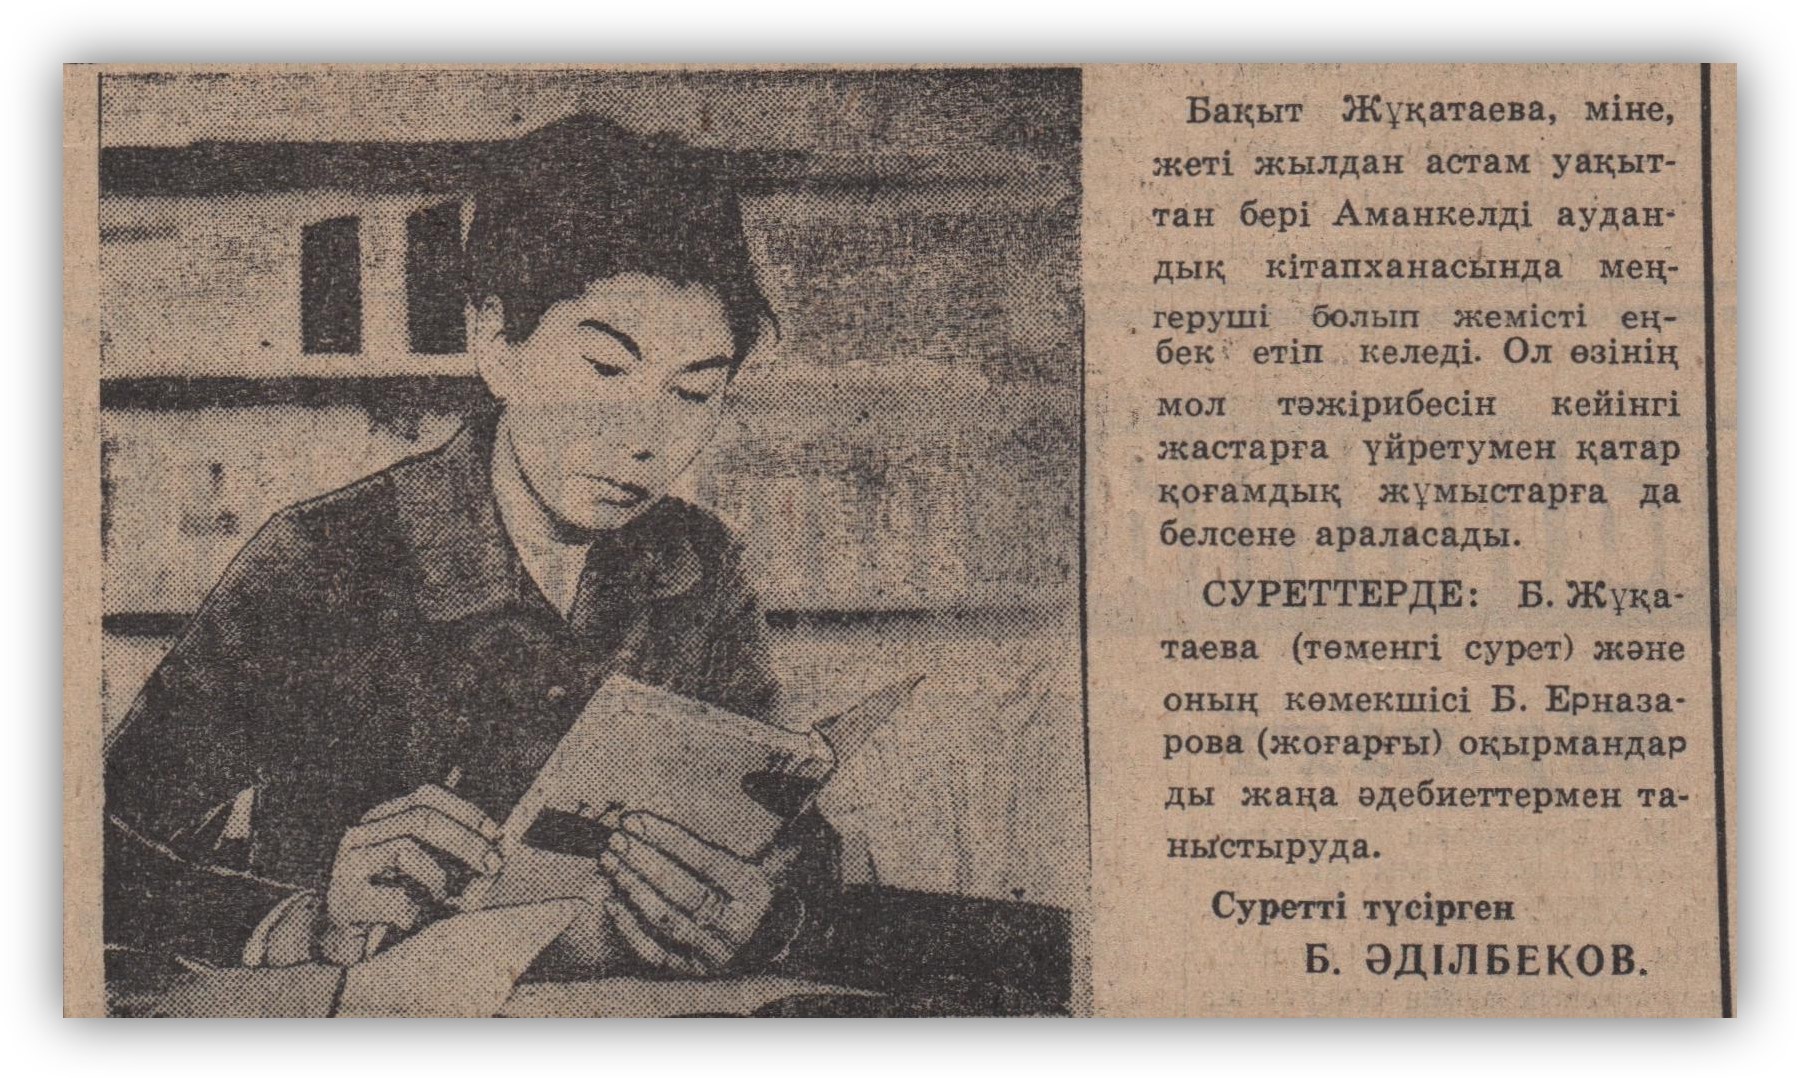 Бақыт Жұқатаева, міне,
жеті жылдан астам уақыт-
тан бері Аманкелді аудан-
дық кітапханасында мең-
геруші болып жемісті ең-
бек етіп келеді. Ол өзінің
мол тәжірибесін кейінгі
жастарға үйретумен қатар
қоғамдық жұмыстарға да
белсене араласады.
СУРЕТТЕРДЕ: Б. Жұқа-
таева (төменгі сурет) және
оның көмекшісі Б. Ерназа-
рова (жоғарғы) оқырмандар
ды жаңа әдебиеттермен та-
ныстыруда.
Суретті түсірген
Б. ӘДІЛБЕКОВ.